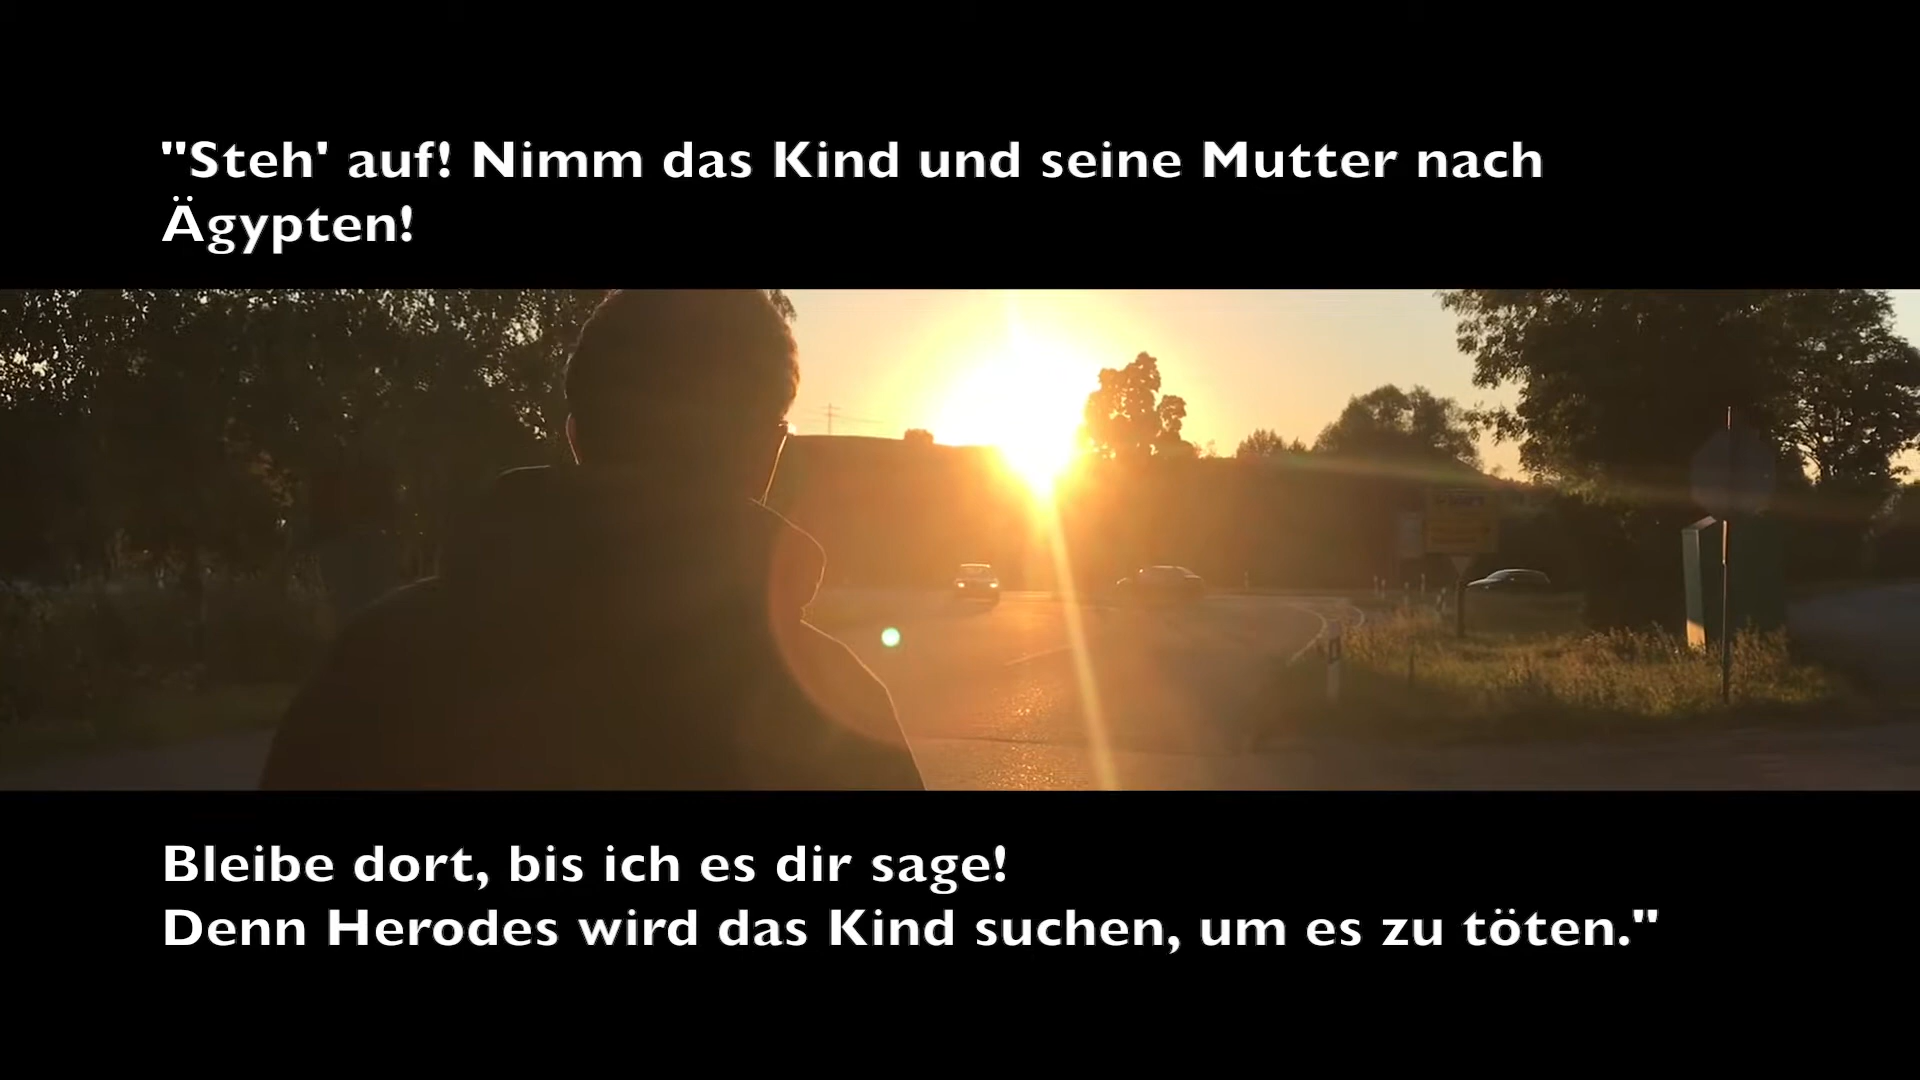 "Steh' auf! Nimm das Kind und seine Mutter nach
Ägypten!
Bleibe dort, bis ich es dir sage!
Denn Herodes wird das Kind suchen, um es zu töten."